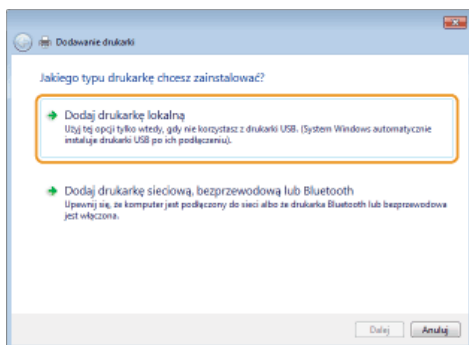 Dodawanie drukarki
Jakiego typu drukarkę chcesz zainstalować?
Dodaj drukarkę lokalną
Użyj tej opcji tylko wtedy, gdy nie korzystasz z drukarki USB. (System Windows automatycznie
instaluje drukarki USB po ich podłączeniu).
Dodaj drukarkę sieciową, bezprzewodową lub Bluetooth
Upewnij się, że komputer jest podłączony do sieci albo że drukarka Bluetooth lub bezprzewodowa
jest włączona.
Dalej
Anuluj